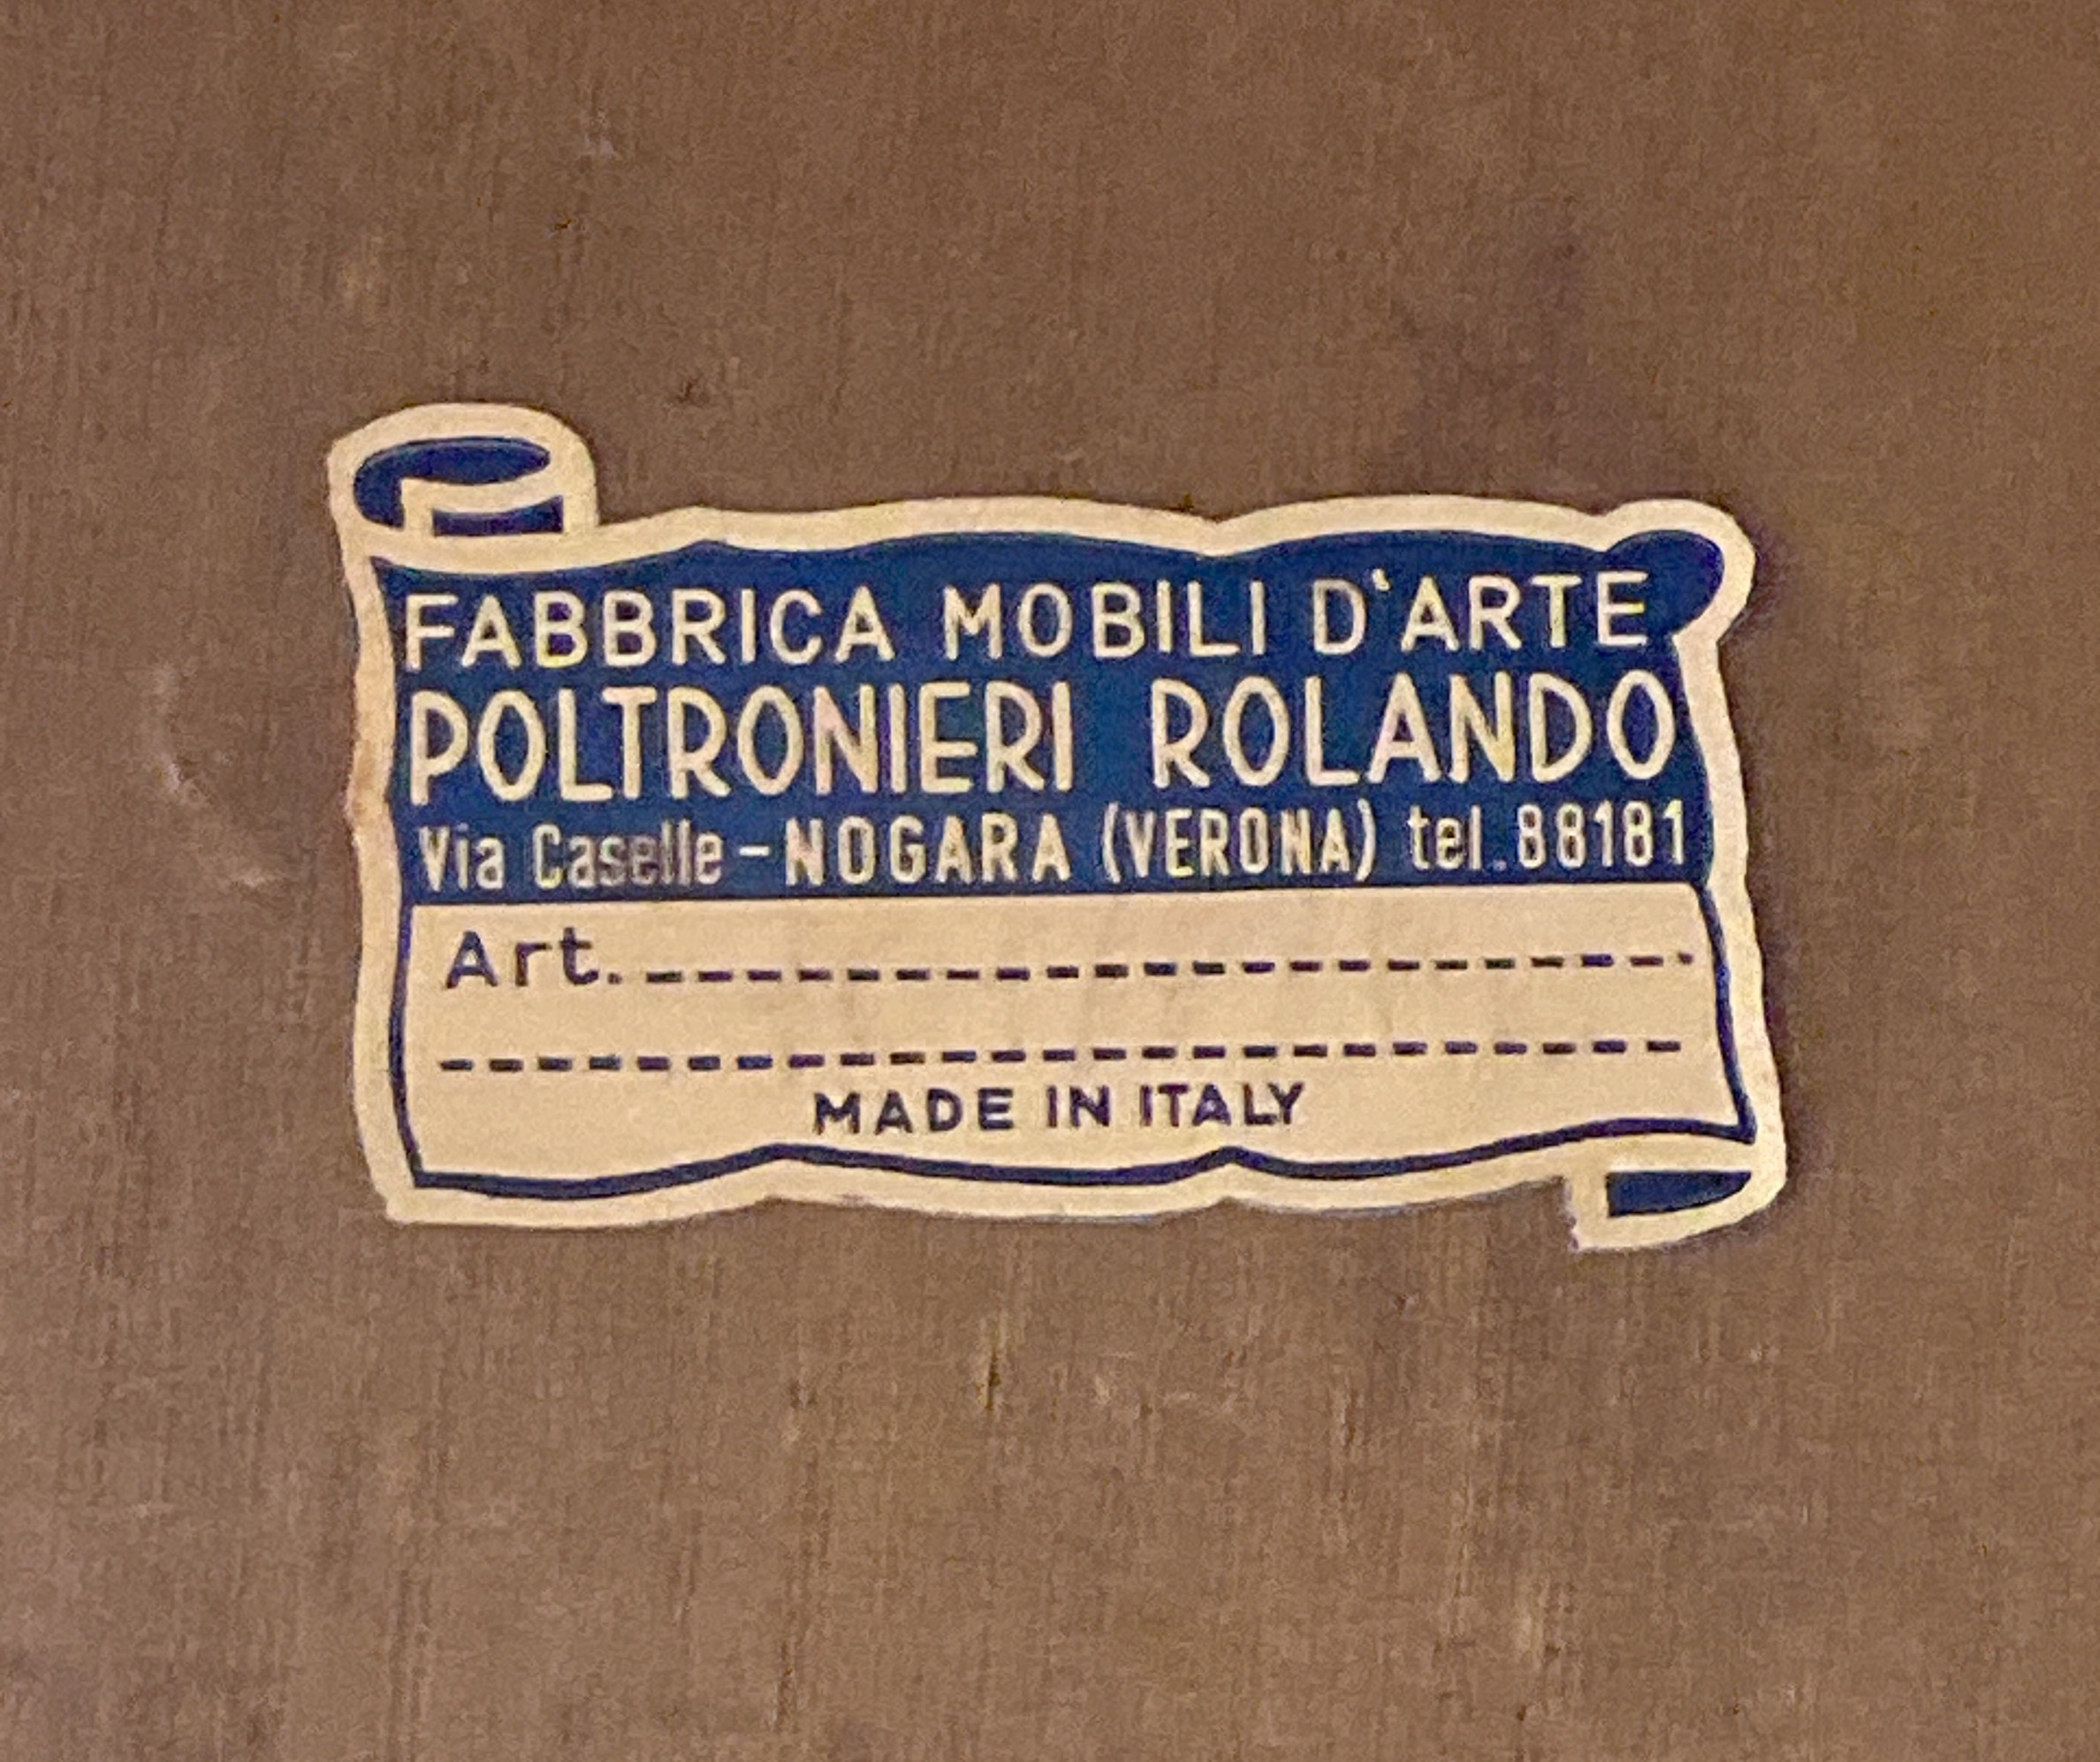 FABBRICA MOBILI D'ARTE
POLTRONIERI ROLANDO
Via Caselle - NOGARA (VERONA) tel. 88181
Art.
MADE IN ITALY